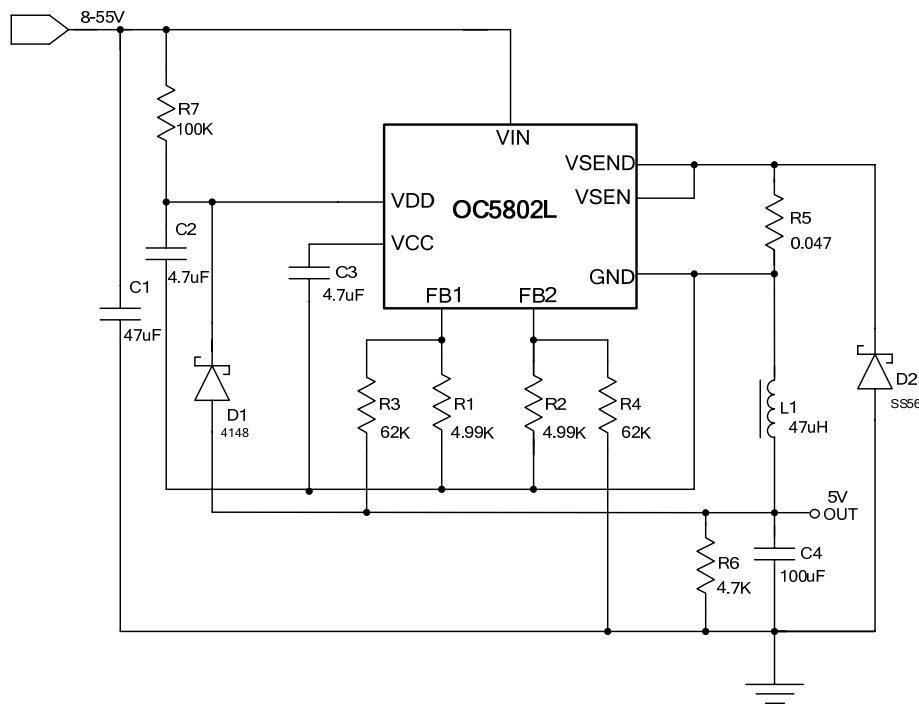 8-55V
R7
100K
VIN
VSEND
VDD
VSEN
OC5802L
R5
0.047
C2
4.7uF
VCC
C3
4.7uF
GND
C1
47uF
FB1
FB2
D1
4148
R3
62K
R1
4.99K
R2
4.99K
R4
62K
L1
47uH
D2
SS56
5V
OUT
R6
4.7K
C4
100uF